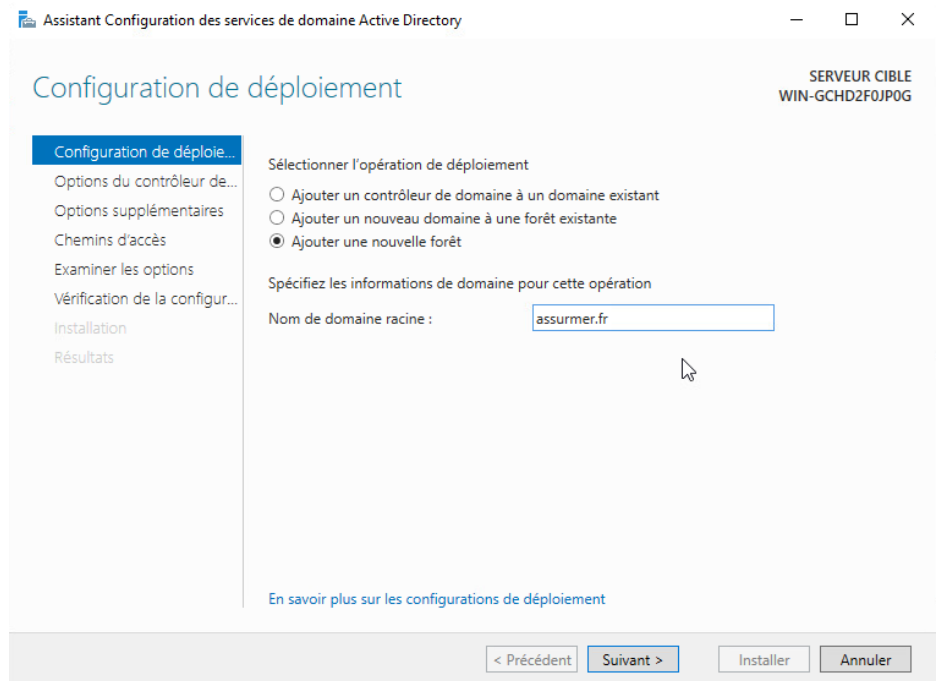 Assistant Configuration des services de domaine Active Directory
Configuration de déploiement
SERVEUR CIBLE
WIN-GCHD2F0JP0G
Configuration de déploie...
Options du contrôleur de...
Options supplémentaires
Chemins d'accès
Examiner les options
Vérification de la configur...
Installation
Résultats
Sélectionner l'opération de déploiement
Ajouter un contrôleur de domaine à un domaine existant
Ajouter un nouveau domaine à une forêt existante
Ajouter une nouvelle forêt
Spécifiez les informations de domaine pour cette opération
Nom de domaine racine : assurmer.fr
En savoir plus sur les configurations de déploiement
< Précédent Suivant > Installer Annuler